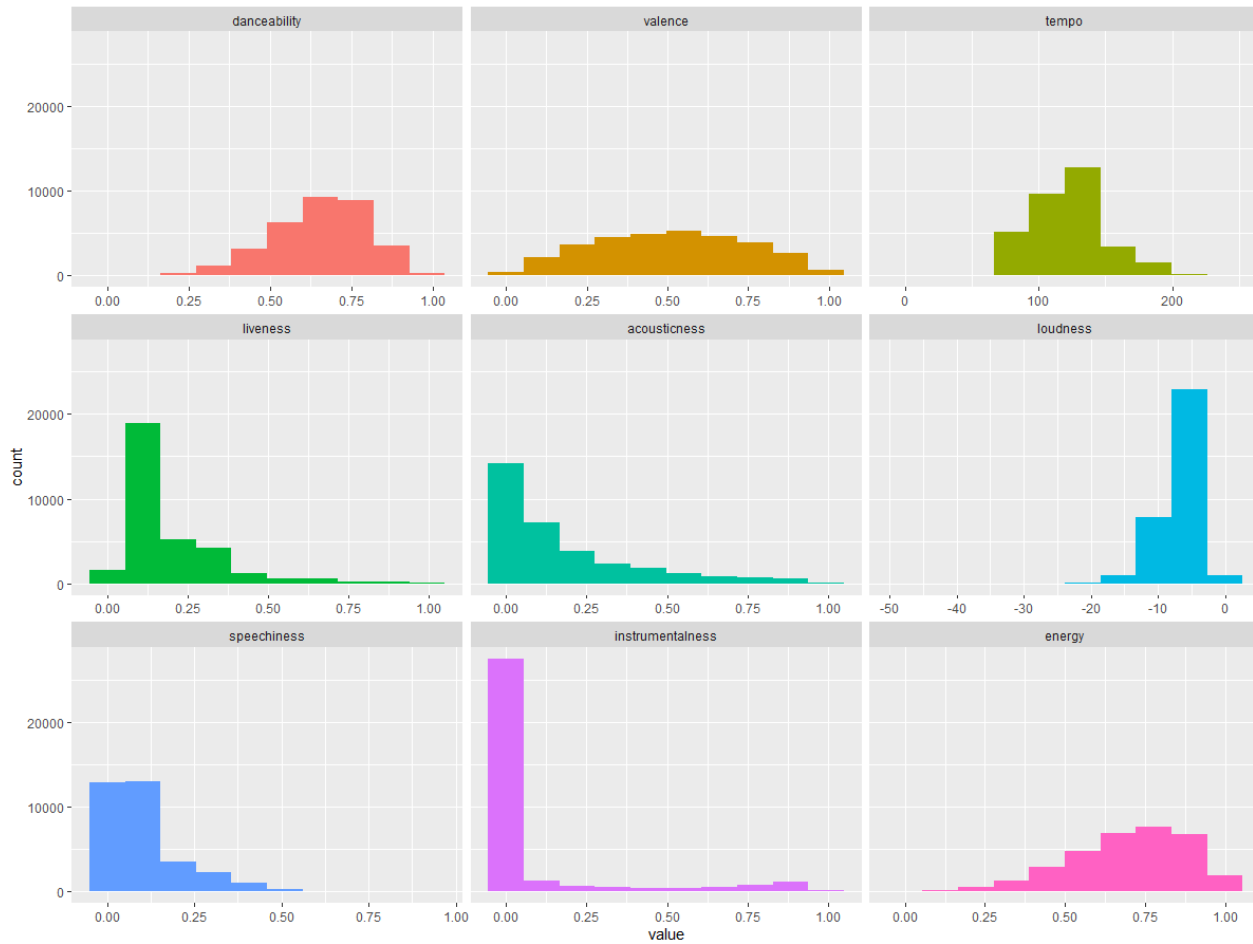 danceability valence tempo
20000
10000
0
0.00 0.25 0.50 0.75 1.00 0.00 0.25 0.50 0.75 1.00 0 100 200
liveness acousticness loudness
20000
10000
0
0.00 0.25 0.50 0.75 1.00 0.00 0.25 0.50 0.75 1.00 -50 -40 -30 -20 -10 0
count
speechiness instrumentalness energy
20000
10000
0
0.00 0.25 0.50 0.75 1.00 0.00 0.25 0.50 0.75 1.00 0.00 0.25 0.50 0.75 1.00
value